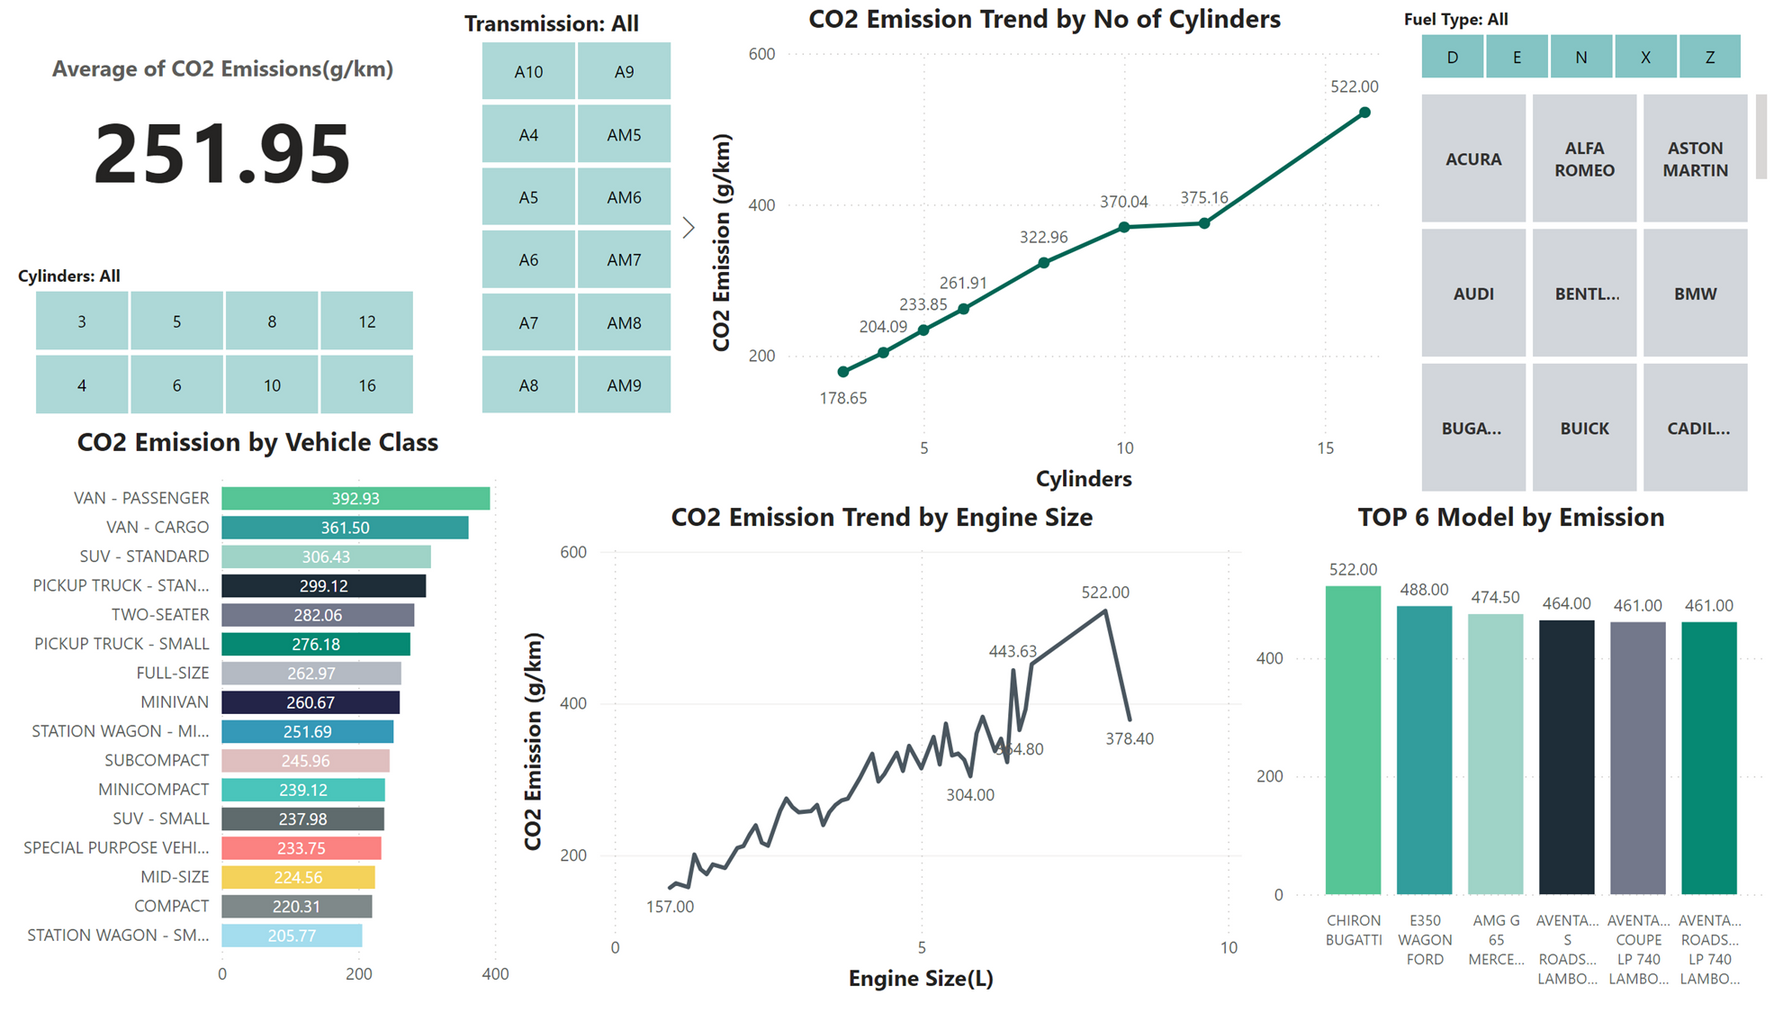 Average of CO2 Emissions(g/km)
251.95
Cylinders: All
3 5 8 12
4 6 10 16
Transmission: All
A10 A9
A4 AM5
A5 AM6
A6 AM7
A7 AM8
A8 AM9
CO2 Emission Trend by No of Cylinders
CO2 Emission (g/km)
600
400
200
178.65
204.09
233.85
261.91
322.96
370.04
375.16
522.00
5 10 15
Cylinders
Fuel Type: All
D E N X Z
ACURA
ALFA
ROMEO
ASTON
MARTIN
AUDI
BENTL...
BMW
BUGA...
BUICK
CADIL...
CO2 Emission by Vehicle Class
VAN - PASSENGER 392.93
VAN - CARGO 361.50
SUV - STANDARD 306.43
PICKUP TRUCK - STAN... 299.12
TWO-SEATER 282.06
PICKUP TRUCK - SMALL 276.18
FULL-SIZE 262.97
MINIVAN 260.67
STATION WAGON - MI... 251.69
SUBCOMPACT 245.96
MINICOMPACT 239.12
SUV - SMALL 237.98
SPECIAL PURPOSE VEHI... 233.75
MID-SIZE 224.56
COMPACT 220.31
STATION WAGON - SM... 205.77
0 200 400
CO2 Emission Trend by Engine Size
CO2 Emission (g/km)
600
400
200
157.00
304.00
443.63
522.00
378.40
0 5 10
Engine Size(L)
TOP 6 Model by Emission
400
200
0
522.00
488.00
474.50
464.00
461.00
461.00
CHIRON
BUGATTI
E350
WAGON
FORD
AMG G
65
MERCE...
AVENTA...
S
ROADS...
LAMBO...
AVENTA...
COUPE
LP 740
LAMBO...
AVENTA...
ROADS...
LP 740
LAMBO...